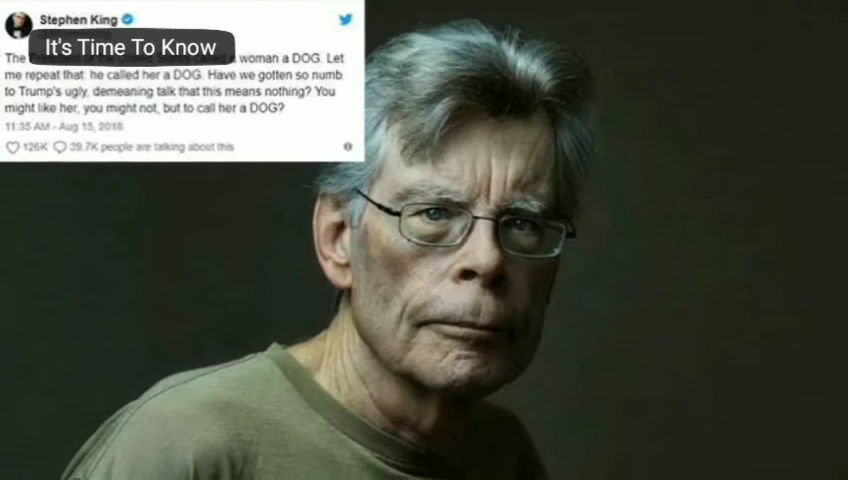 Stephen King
It's Time To Know
The a woman a DOG. Let
me repeat that: he called her a DOG. Have we gotten so numb
to Trump's ugly, demeaning talk that this means nothing? You
might like her, you might not, but to call her a DOG?
11:35 AM - Aug 15, 2018
126K 39.7K people are talking about this